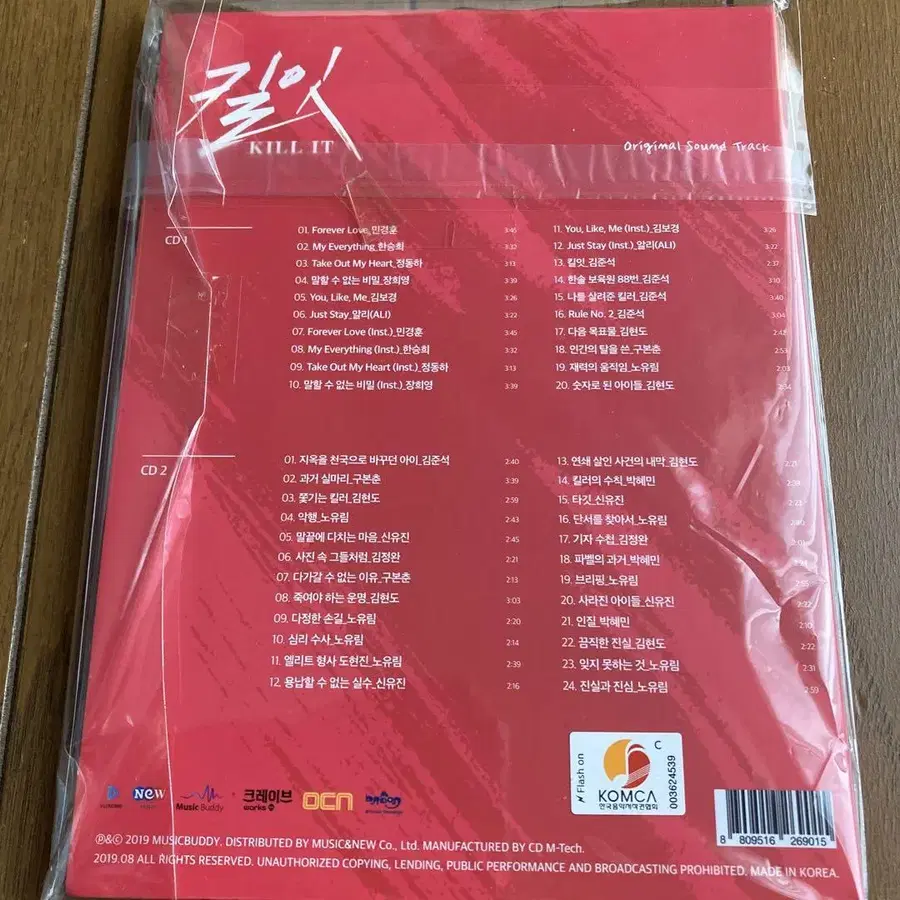 킬잇
KILL IT
Original Sound Track
CD 1
01. Forever Love_민경훈 3:45
02. My Everything_한승희 3:32
03. Take Out My Heart_정동하 3:13
04. 말할 수 없는 비밀_장희영 3:39
05. You, Like, Me_김보경 3:26
06. Just Stay_알리(ALI) 3:22
07. Forever Love (Inst.)_민경훈 3:45
08. My Everything (Inst.)_한승희 3:32
09. Take Out My Heart (Inst.)_정동하 3:13
10. 말할 수 없는 비밀 (Inst.)_장희영 3:39
11. You, Like, Me (Inst.)_김보경 3:26
12. Just Stay (Inst.)_알리(ALI) 3:22
13. 킬잇_김준석 2:37
14. 한솔 보육원 88번_김준석 3:10
15. 나를 살려준 킬러_김준석 3:40
16. Rule No. 2_김준석 3:04
17. 다음 목표물_김현도
18. 인간의 탈을 쓴_구본춘 2:53
19. 재력의 움직임_노유림 2:03
20. 숫자로 된 아이들_김현도 2:34
CD 2
01. 지옥을 천국으로 바꾸던 아이_김준석 2:40
02. 과거 실마리_구본춘 3:39
03. 쫓기는 킬러_김현도 2:59
04. 악행_노유림 2:43
05. 말끝에 다치는 마음_신유진 2:45
06. 사진 속 그들처럼_김정완 2:21
07. 다가갈 수 없는 이유_구본춘 2:13
08. 죽여야 하는 운명_김현도 3:03
09. 다정한 손길_노유림 2:20
10. 심리 수사_노유림 2:14
11. 엘리트 형사 도현진_노유림 2:39
12. 용납할 수 없는 실수_신유진 2:16
13. 연쇄 살인 사건의 내막_김현도 2:21
14. 킬러의 수칙_박혜민 2:39
15. 타깃_신유진 2:23
16. 단서를 찾아서_노유림
17. 기자 수첩_김정완
18. 파벨의 과거_박혜민
19. 브리핑_노유림 2:55
20. 사라진 아이들_신유진
21. 인질_박혜민 2:10
22. 끔직한 진실_김현도 2:22
23. 잊지 못하는 것_노유림 2:31
24. 진실과 진심_노유림 2:59
Flash on
C
003624539
KOMCA
한국음악저작권협회
NEW
Music Buddy
크레이브
works
OCN
8 809516 269015
℗&© 2019 MUSICBUDDY. DISTRIBUTED BY MUSIC&NEW Co., Ltd. MANUFACTURED BY CD M-Tech.
2019.08 ALL RIGHTS RESERVED. UNAUTHORIZED COPYING, LENDING, PUBLIC PERFORMANCE AND BROADCASTING PROHIBITED. MADE IN KOREA.